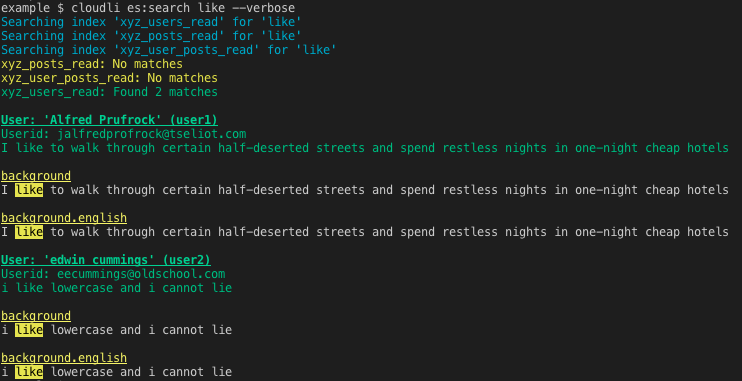 example $ cloudli es:search like --verbose
Searching index 'xyz_users_read' for 'like'
Searching index 'xyz_posts_read' for 'like'
Searching index 'xyz_user_posts_read' for 'like'
xyz_posts_read: No matches
xyz_user_posts_read: No matches
xyz_users_read: Found 2 matches
User: 'Alfred Prufrock' (user1)
Userid: jalfredprofrock@tseliot.com
I like to walk through certain half-deserted streets and spend restless nights in one-night cheap hotels
background
I like to walk through certain half-deserted streets and spend restless nights in one-night cheap hotels
background.english
I like to walk through certain half-deserted streets and spend restless nights in one-night cheap hotels
User: 'edwin cummings' (user2)
Userid: eecummings@oldschool.com
i like lowercase and i cannot lie
background
i like lowercase and i cannot lie
background.english
i like lowercase and i cannot lie